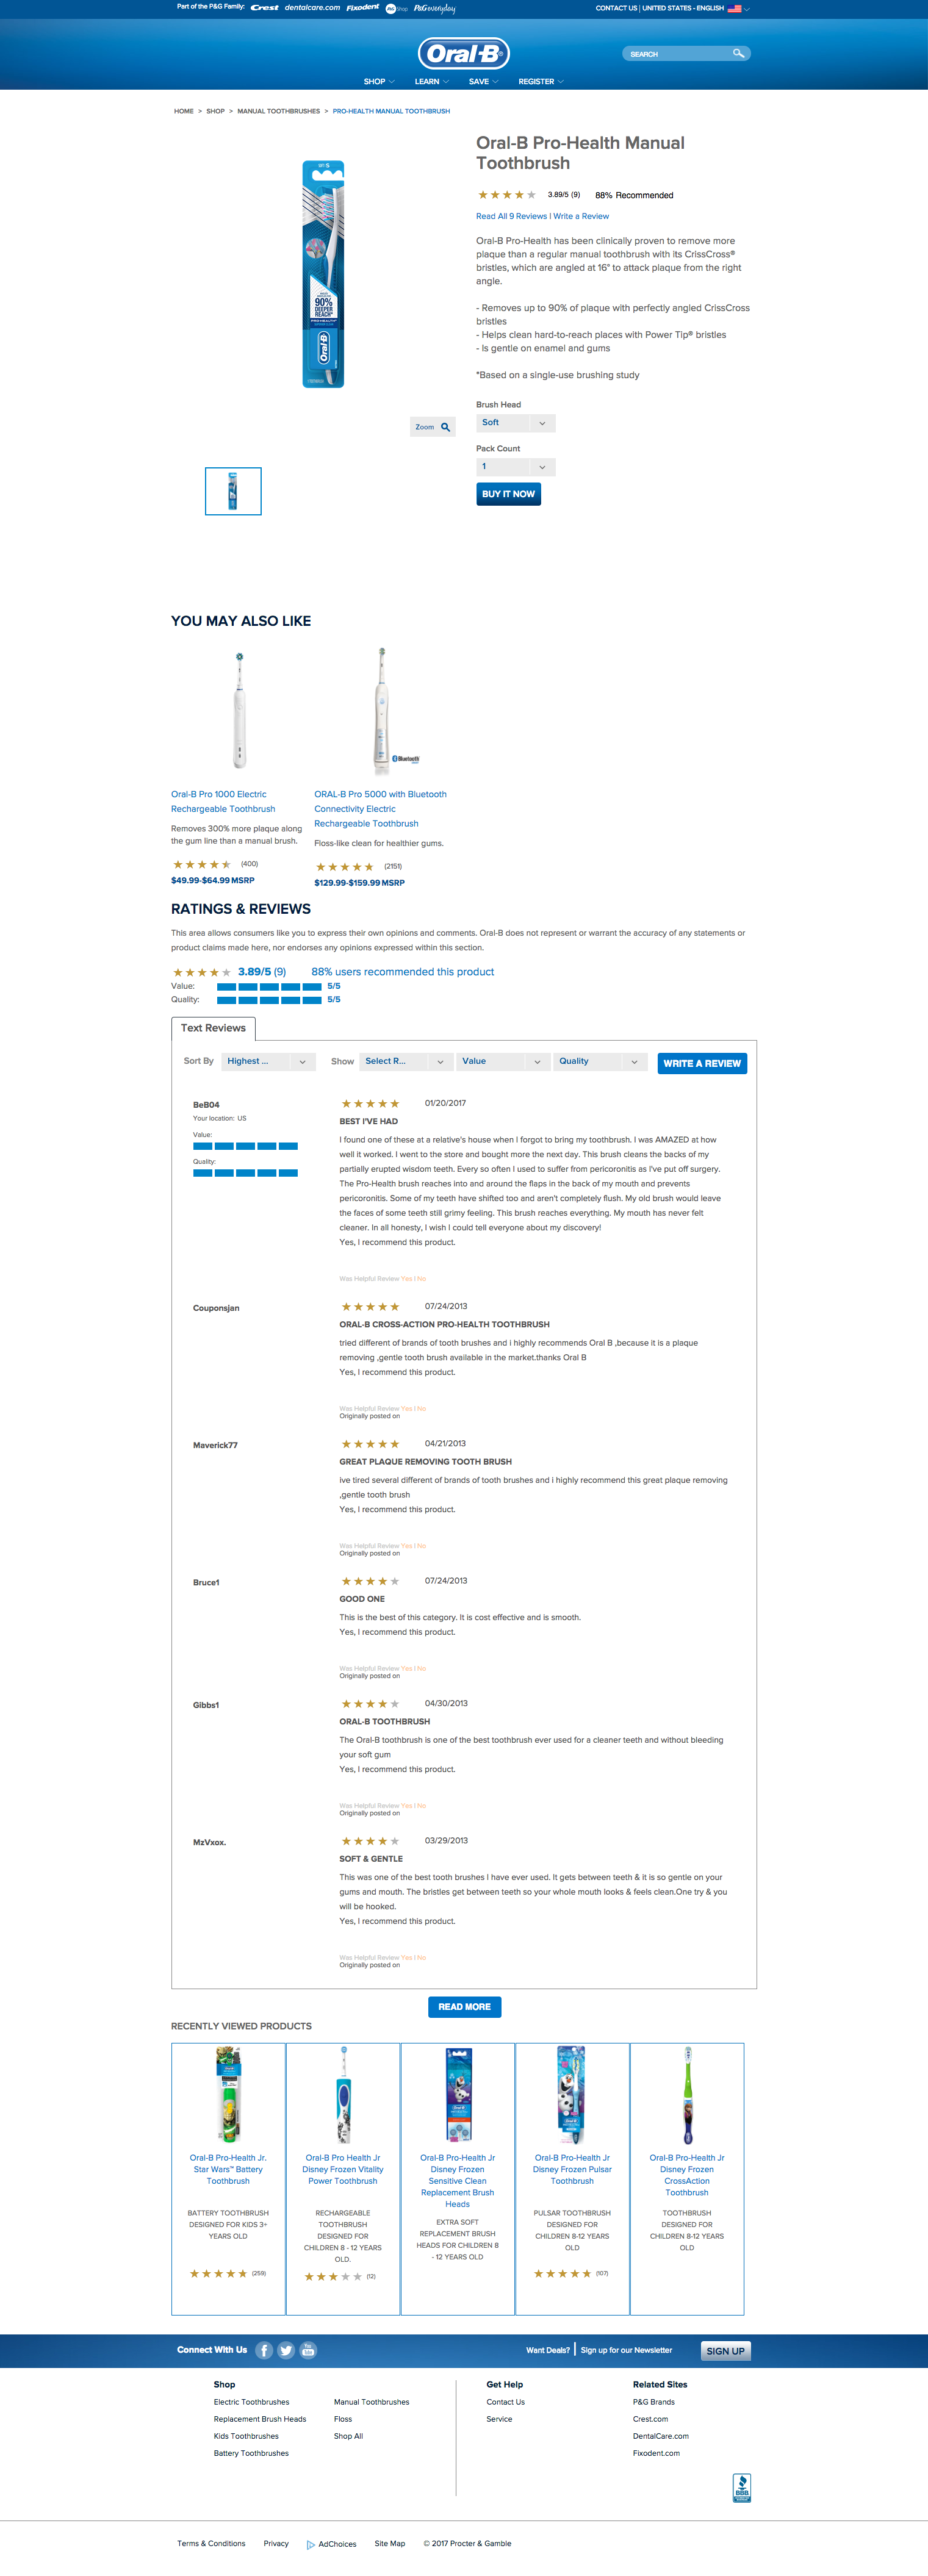 Part of the P&G Family: Crest dentalcare.com Fixodent P&G Shop P&G everyday
CONTACT US | UNITED STATES - ENGLISH
Oral-B
SEARCH
SHOP LEARN SAVE REGISTER
HOME > SHOP > MANUAL TOOTHBRUSHES > PRO-HEALTH MANUAL TOOTHBRUSH
Oral-B Pro-Health Manual
Toothbrush
3.89/5 (9) 88% Recommended
Read All 9 Reviews | Write a Review
Oral-B Pro-Health has been clinically proven to remove more
plaque than a regular manual toothbrush with its CrissCross®
bristles, which are angled at 16° to attack plaque from the right
angle.
- Removes up to 90% of plaque with perfectly angled CrissCross
bristles
- Helps clean hard-to-reach places with Power Tip® bristles
- Is gentle on enamel and gums
*Based on a single-use brushing study
90%
DEEPER
REACH*
PRO-HEALTH
Oral-B
Zoom
Brush Head
Soft
Pack Count
1
BUY IT NOW
YOU MAY ALSO LIKE
Bluetooth
Oral-B Pro 1000 Electric
Rechargeable Toothbrush
Removes 300% more plaque along
the gum line than a manual brush.
(400)
$49.99-$64.99 MSRP
ORAL-B Pro 5000 with Bluetooth
Connectivity Electric
Rechargeable Toothbrush
Floss-like clean for healthier gums.
(2151)
$129.99-$159.99 MSRP
RATINGS & REVIEWS
This area allows consumers like you to express their own opinions and comments. Oral-B does not represent or warrant the accuracy of any statements or
product claims made here, nor endorses any opinions expressed within this section.
3.89/5 (9) 88% users recommended this product
Value: 5/5
Quality: 5/5
Text Reviews
Sort By Highest ... Show Select R... Value Quality WRITE A REVIEW
BeB04
Your location: US
Value:
Quality:
01/20/2017
BEST I'VE HAD
I found one of these at a relative's house when I forgot to bring my toothbrush. I was AMAZED at how
well it worked. I went to the store and bought more the next day. This brush cleans the backs of my
partially erupted wisdom teeth. Every so often I used to suffer from pericoronitis as I've put off surgery.
The Pro-Health brush reaches into and around the flaps in the back of my mouth and prevents
pericoronitis. Some of my teeth have shifted too and aren't completely flush. My old brush would leave
the faces of some teeth still grimy feeling. This brush reaches everything. My mouth has never felt
cleaner. In all honesty, I wish I could tell everyone about my discovery!
Yes, I recommend this product.
Was Helpful Review Yes | No
Couponsjan
07/24/2013
ORAL-B CROSS-ACTION PRO-HEALTH TOOTHBRUSH
tried different of brands of tooth brushes and i highly recommends Oral B ,because it is a plaque
removing ,gentle tooth brush available in the market.thanks Oral B
Yes, I recommend this product.
Was Helpful Review Yes | No
Originally posted on
Maverick77
04/21/2013
GREAT PLAQUE REMOVING TOOTH BRUSH
ive tired several different of brands of tooth brushes and i highly recommend this great plaque removing
,gentle tooth brush
Yes, I recommend this product.
Was Helpful Review Yes | No
Originally posted on
Bruce1
07/24/2013
GOOD ONE
This is the best of this category. It is cost effective and is smooth.
Yes, I recommend this product.
Was Helpful Review Yes | No
Originally posted on
Gibbs1
04/30/2013
ORAL-B TOOTHBRUSH
The Oral-B toothbrush is one of the best toothbrush ever used for a cleaner teeth and without bleeding
your soft gum
Yes, I recommend this product.
Was Helpful Review Yes | No
Originally posted on
MzVxox.
03/29/2013
SOFT & GENTLE
This was one of the best tooth brushes I have ever used. It gets between teeth & it is so gentle on your
gums and mouth. The bristles get between teeth so your whole mouth looks & feels clean.One try & you
will be hooked.
Yes, I recommend this product.
Was Helpful Review Yes | No
Originally posted on
READ MORE
RECENTLY VIEWED PRODUCTS
Oral-B Pro-Health Jr.
Star Wars™ Battery
Toothbrush
BATTERY TOOTHBRUSH
DESIGNED FOR KIDS 3+
YEARS OLD
(259)
Oral-B Pro Health Jr
Disney Frozen Vitality
Power Toothbrush
RECHARGEABLE
TOOTHBRUSH
DESIGNED FOR
CHILDREN 8 - 12 YEARS
OLD.
(12)
Oral-B Pro-Health Jr
Disney Frozen
Sensitive Clean
Replacement Brush
Heads
EXTRA SOFT
REPLACEMENT BRUSH
HEADS FOR CHILDREN 8
- 12 YEARS OLD
Oral-B Pro-Health Jr
Disney Frozen Pulsar
Toothbrush
PULSAR TOOTHBRUSH
DESIGNED FOR
CHILDREN 8-12 YEARS
OLD
(107)
Oral-B Pro-Health Jr
Disney Frozen
CrossAction
Toothbrush
TOOTHBRUSH
DESIGNED FOR
CHILDREN 8-12 YEARS
OLD
Connect With Us
You Tube
Want Deals? | Sign up for our Newsletter SIGN UP
Shop
Electric Toothbrushes
Replacement Brush Heads
Kids Toothbrushes
Battery Toothbrushes
Manual Toothbrushes
Floss
Shop All
Get Help
Contact Us
Service
Related Sites
P&G Brands
Crest.com
DentalCare.com
Fixodent.com
BBB
Terms & Conditions Privacy AdChoices Site Map © 2017 Procter & Gamble